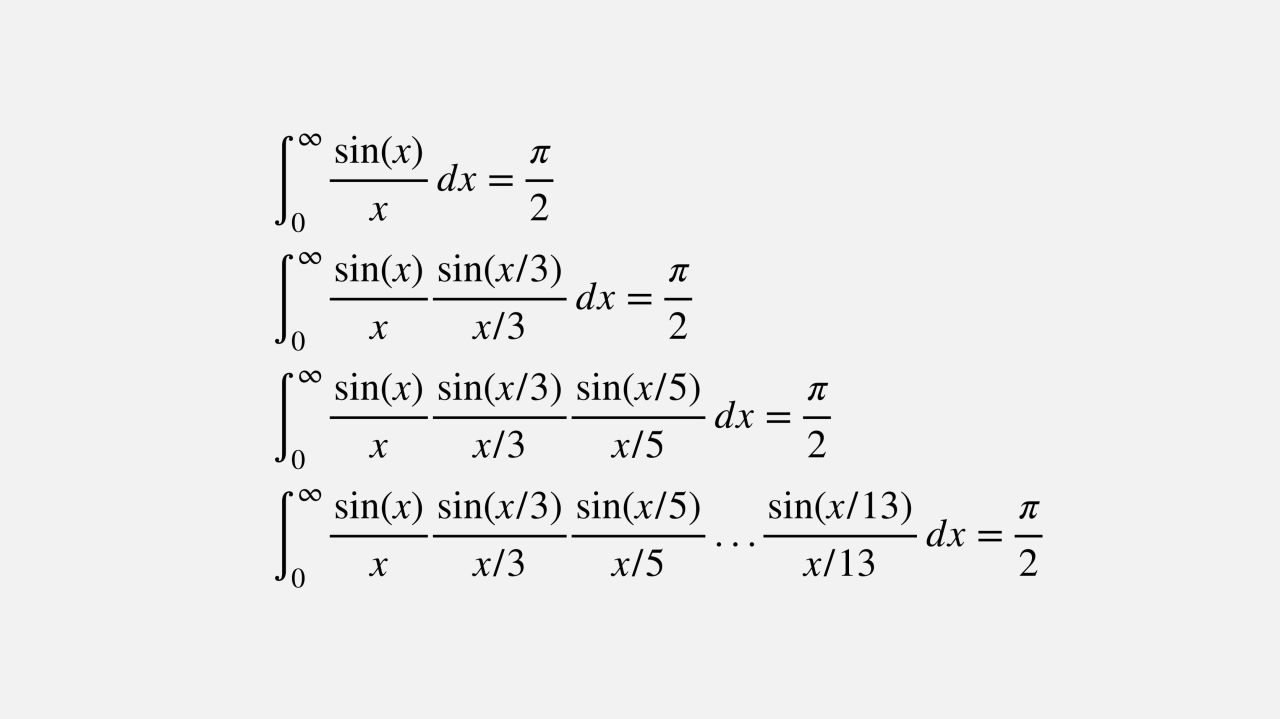 ∫₀^∞ sin(x)/x dx = π/2
∫₀^∞ sin(x)/x sin(x/3)/(x/3) dx = π/2
∫₀^∞ sin(x)/x sin(x/3)/(x/3) sin(x/5)/(x/5) dx = π/2
∫₀^∞ sin(x)/x sin(x/3)/(x/3) sin(x/5)/(x/5) ... sin(x/13)/(x/13) dx = π/2